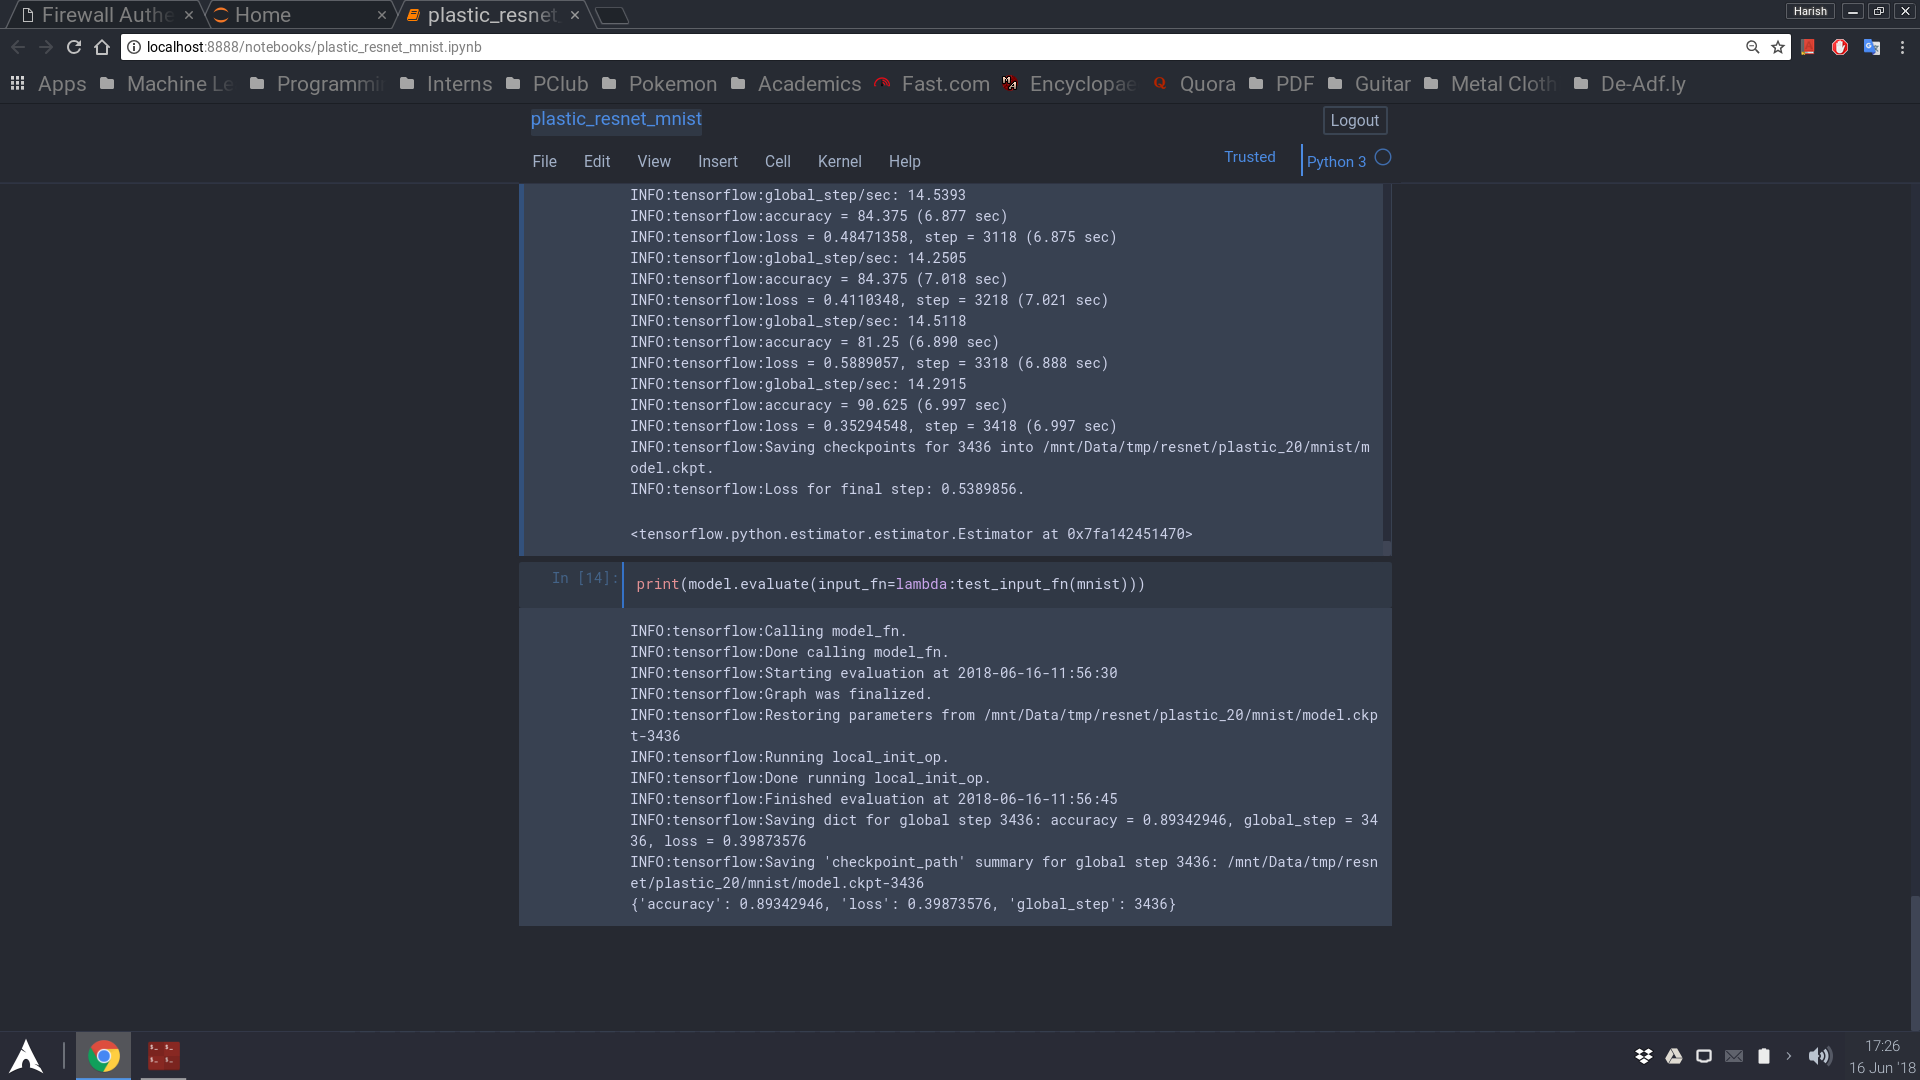 Firewall Authe
Home
plastic_resnet
Harish
localhost:8888/notebooks/plastic_resnet_mnist.ipynb
Apps Machine Le Programmi Interns PClub Pokemon Academics Fast.com Encyclopae Quora PDF Guitar Metal Cloth De-Adf.ly
plastic_resnet_mnist
Logout
File Edit View Insert Cell Kernel Help
Trusted
Python 3
INFO:tensorflow:global_step/sec: 14.5393
INFO:tensorflow:accuracy = 84.375 (6.877 sec)
INFO:tensorflow:loss = 0.48471358, step = 3118 (6.875 sec)
INFO:tensorflow:global_step/sec: 14.2505
INFO:tensorflow:accuracy = 84.375 (7.018 sec)
INFO:tensorflow:loss = 0.4110348, step = 3218 (7.021 sec)
INFO:tensorflow:global_step/sec: 14.5118
INFO:tensorflow:accuracy = 81.25 (6.890 sec)
INFO:tensorflow:loss = 0.5889057, step = 3318 (6.888 sec)
INFO:tensorflow:global_step/sec: 14.2915
INFO:tensorflow:accuracy = 90.625 (6.997 sec)
INFO:tensorflow:loss = 0.35294548, step = 3418 (6.997 sec)
INFO:tensorflow:Saving checkpoints for 3436 into /mnt/Data/tmp/resnet/plastic_20/mnist/m
odel.ckpt.
INFO:tensorflow:Loss for final step: 0.5389856.
<tensorflow.python.estimator.estimator.Estimator at 0x7fa142451470>
In [14]: print(model.evaluate(input_fn=lambda:test_input_fn(mnist)))
INFO:tensorflow:Calling model_fn.
INFO:tensorflow:Done calling model_fn.
INFO:tensorflow:Starting evaluation at 2018-06-16-11:56:30
INFO:tensorflow:Graph was finalized.
INFO:tensorflow:Restoring parameters from /mnt/Data/tmp/resnet/plastic_20/mnist/model.ckp
t-3436
INFO:tensorflow:Running local_init_op.
INFO:tensorflow:Done running local_init_op.
INFO:tensorflow:Finished evaluation at 2018-06-16-11:56:45
INFO:tensorflow:Saving dict for global step 3436: accuracy = 0.89342946, global_step = 34
36, loss = 0.39873576
INFO:tensorflow:Saving 'checkpoint_path' summary for global step 3436: /mnt/Data/tmp/resn
et/plastic_20/mnist/model.ckpt-3436
{'accuracy': 0.89342946, 'loss': 0.39873576, 'global_step': 3436}
17:26
16 Jun '18